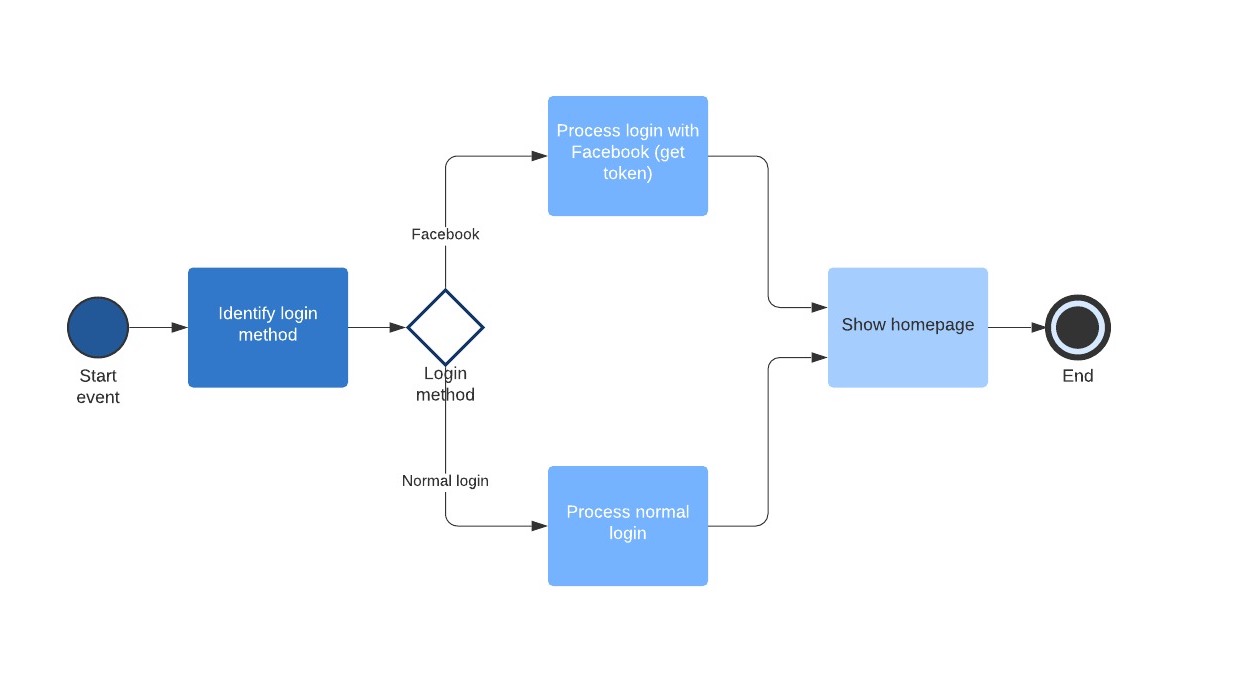 Start
event
Identify login
method
Login
method
Facebook
Process login with
Facebook (get
token)
Normal login
Process normal
login
Show homepage
End